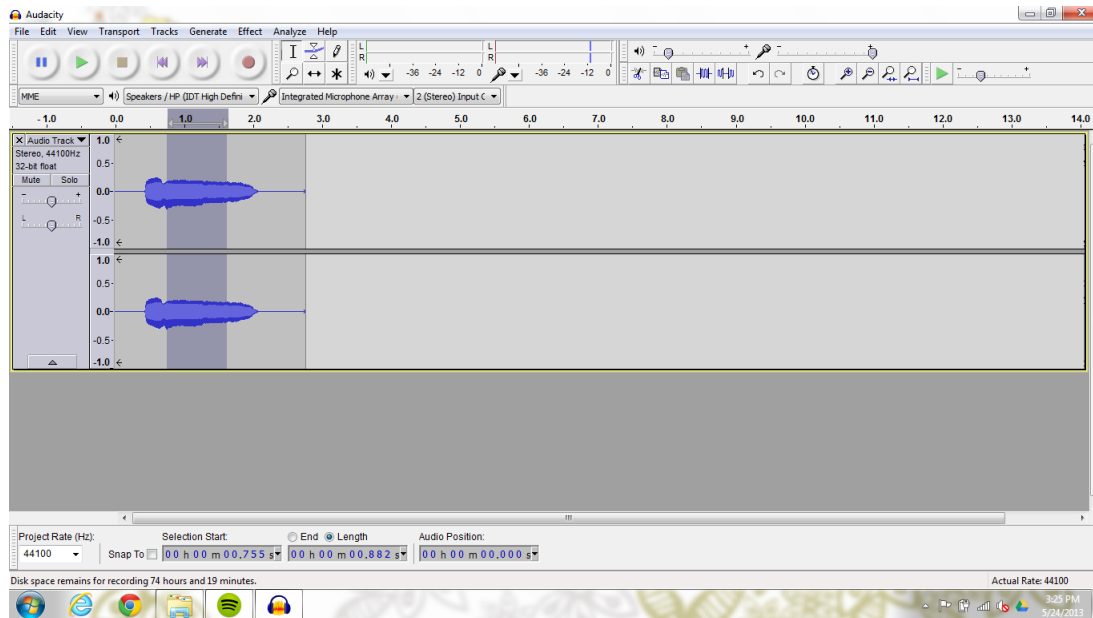 Audacity
File Edit View Transport Tracks Generate Effect Analyze Help
L R L R
-36 -24 -12 0 -36 -24 -12 0
MME Speakers / HP (IDT High Defini Integrated Microphone Array 2 (Stereo) Input C
-1.0 0.0 1.0 2.0 3.0 4.0 5.0 6.0 7.0 8.0 9.0 10.0 11.0 12.0 13.0 14.0
Audio Track 1.0
Stereo, 44100Hz
32-bit float 0.5
Mute Solo
- + 0.0
L R -0.5
-1.0
1.0
0.5
0.0
-0.5
-1.0
Project Rate (Hz): Selection Start: End Length Audio Position:
44100 Snap To 00 h 00 m 00.755 s 00 h 00 m 00.882 s 00 h 00 m 00.000 s
Disk space remains for recording 74 hours and 19 minutes. Actual Rate: 44100
3:25 PM
5/24/2013